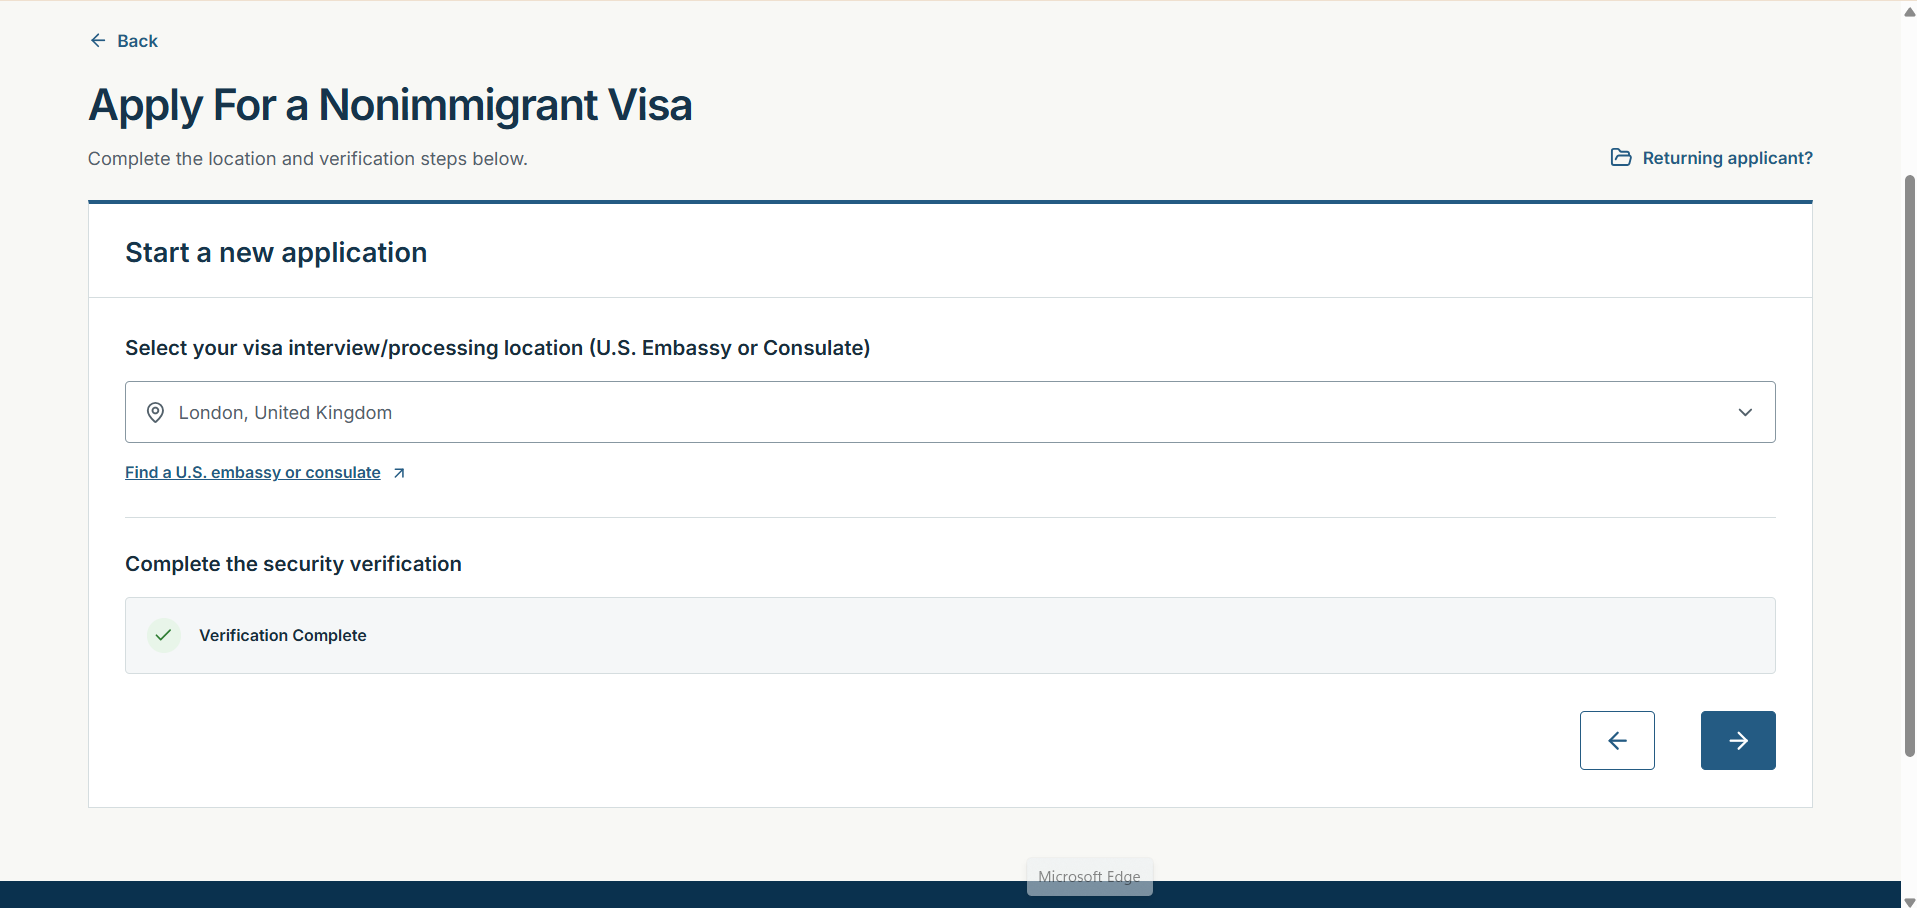 Back
Apply For a Nonimmigrant Visa
Complete the location and verification steps below.
Returning applicant?
Start a new application
Select your visa interview/processing location (U.S. Embassy or Consulate)
London, United Kingdom
Find a U.S. embassy or consulate
Complete the security verification
Verification Complete
Microsoft Edge